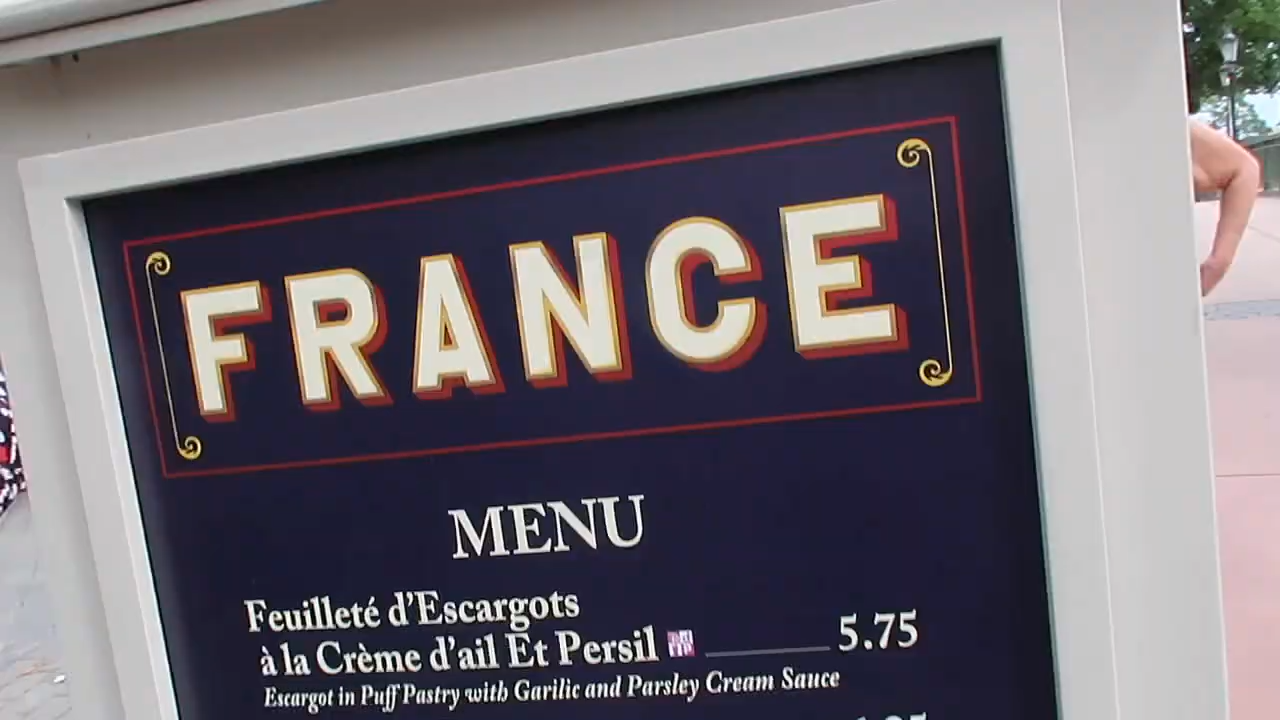 FRANCE
MENU
Feuilleté d'Escargots
à la Crème d'ail Et Persil 5.75
Escargot in Puff Pastry with Garilic and Parsley Cream Sauce